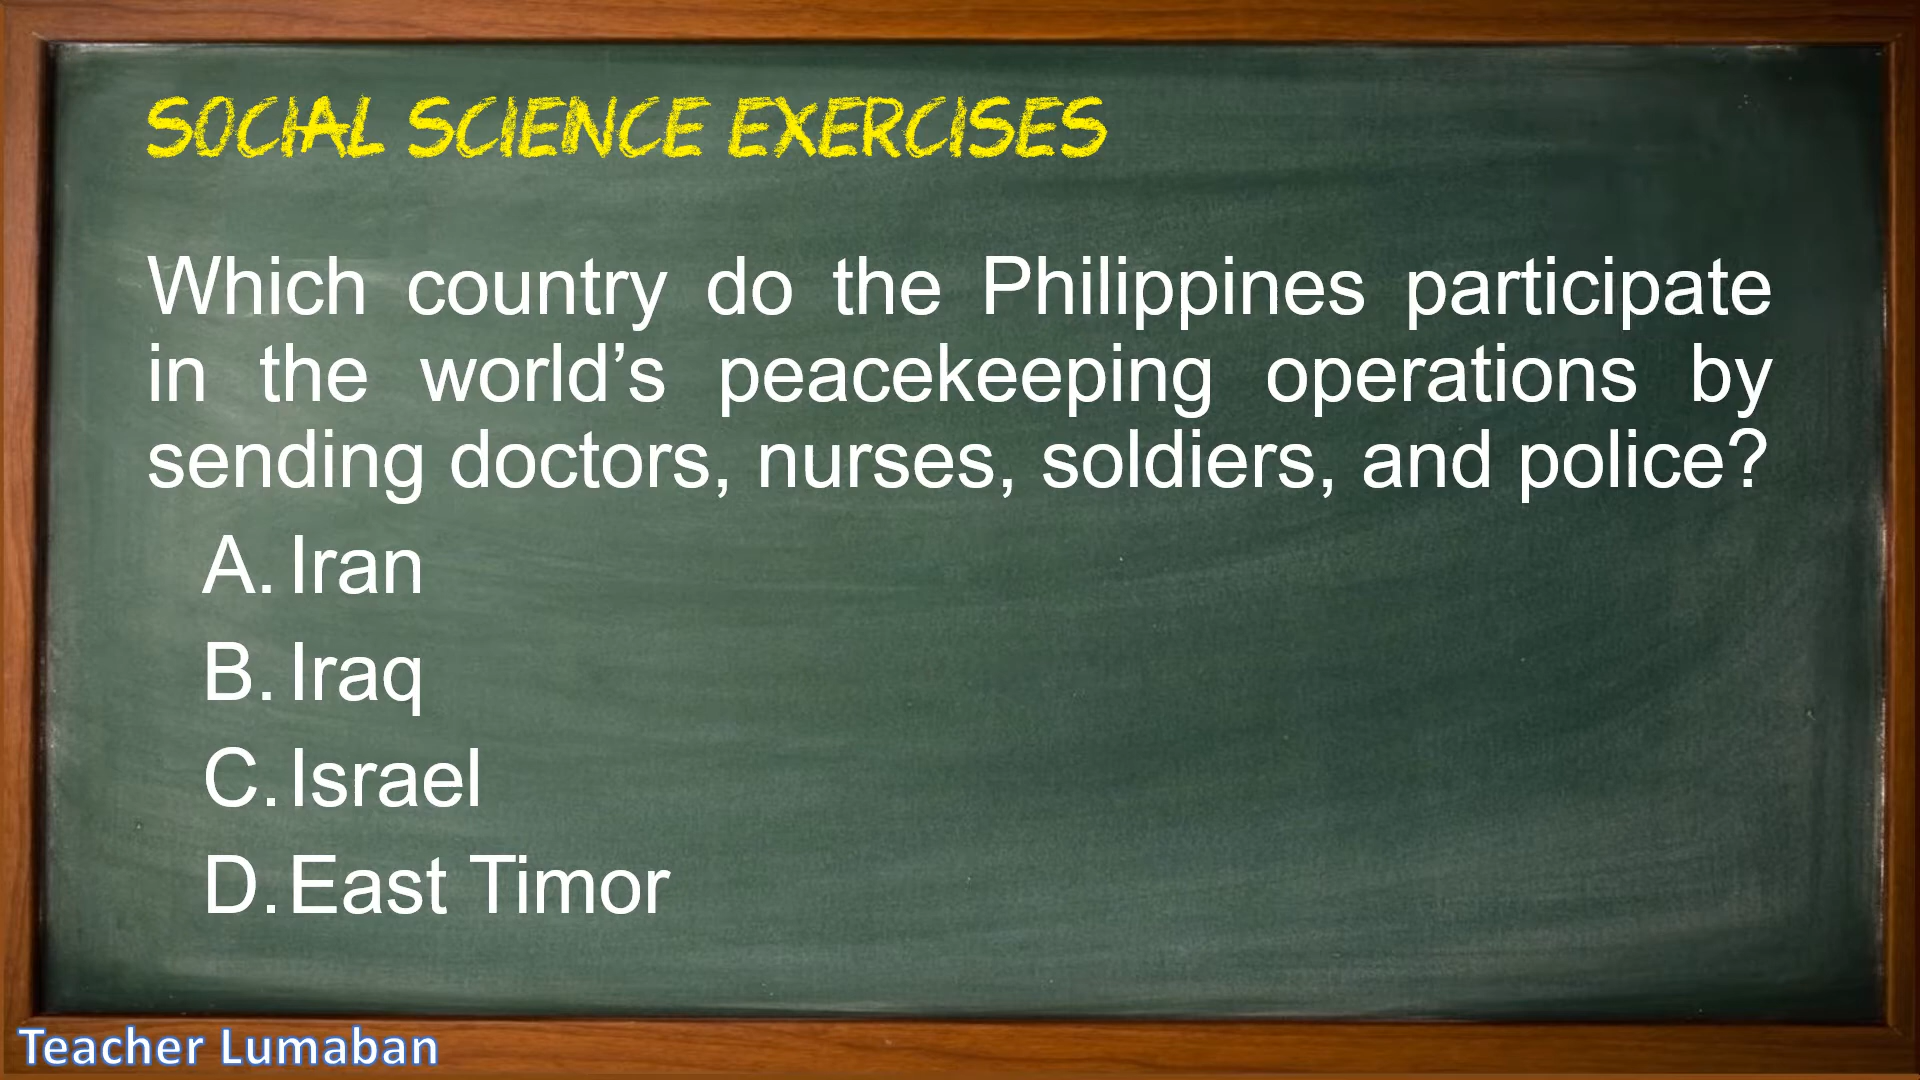 SOCIAL SCIENCE EXERCISES
Which country do the Philippines participate
in the world’s peacekeeping operations by
sending doctors, nurses, soldiers, and police?
A. Iran
B. Iraq
C. Israel
D. East Timor
Teacher Lumaban